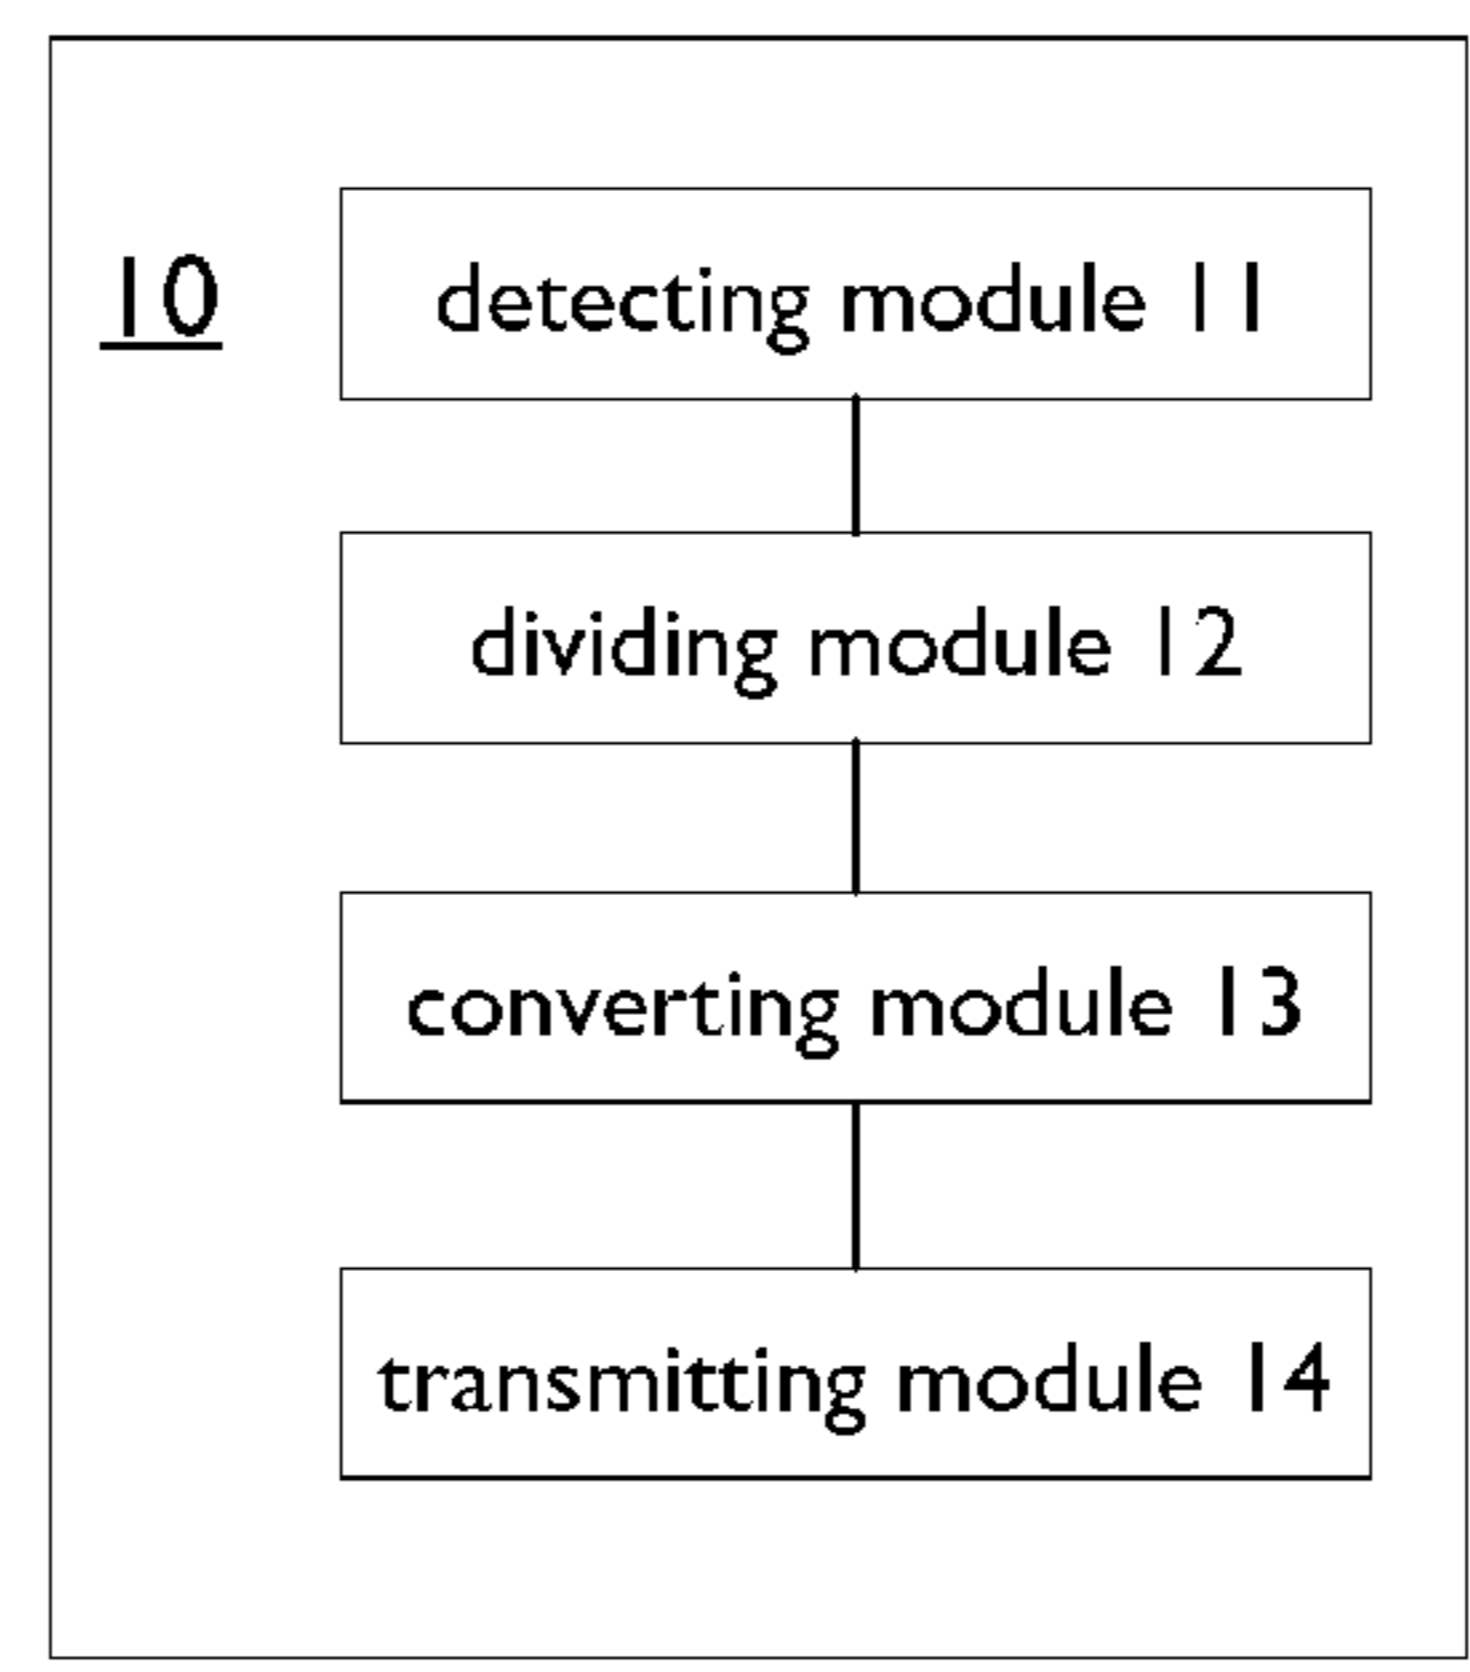 10
detecting module 11
dividing module 12
converting module 13
transmitting module 14